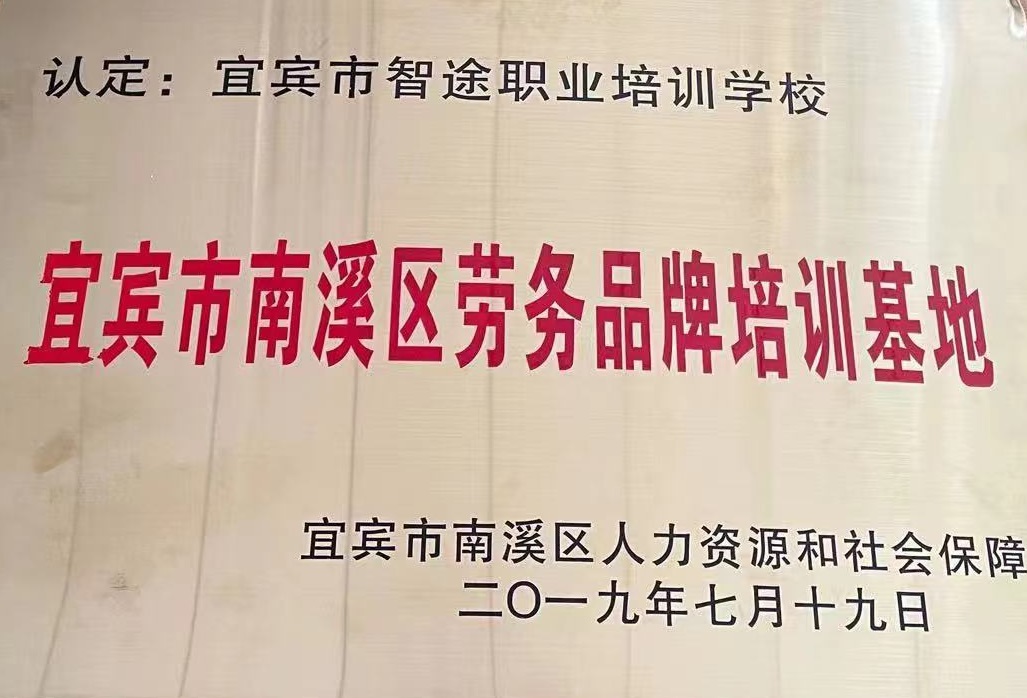 认定：宜宾市智途职业培训学校
宜宾市南溪区劳务品牌培训基地
宜宾市南溪区人力资源和社会保障
二〇一九年七月十九日